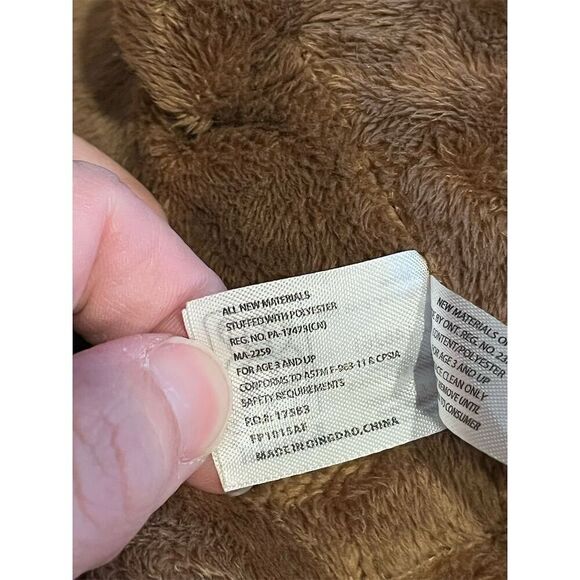 ALL NEW MATERIALS
STUFFED WITH POLYESTER
REG. NO. PA-17473(CN)
MA-2259
FOR AGE 3 AND UP
CONFORMS TO ASTM F-963-11 & CPSIA
SAFETY REQUIREMENTS
P.O.#: 17583
FP1015AF
MADE IN QINGDAO, CHINA
NEW MATERIALS
BY ONT. REG. NO
CONTENT/POLYESTER
FOR AGE 3 AND UP
CLEAN ONLY
REMOVE UNTIL
CONSUMER